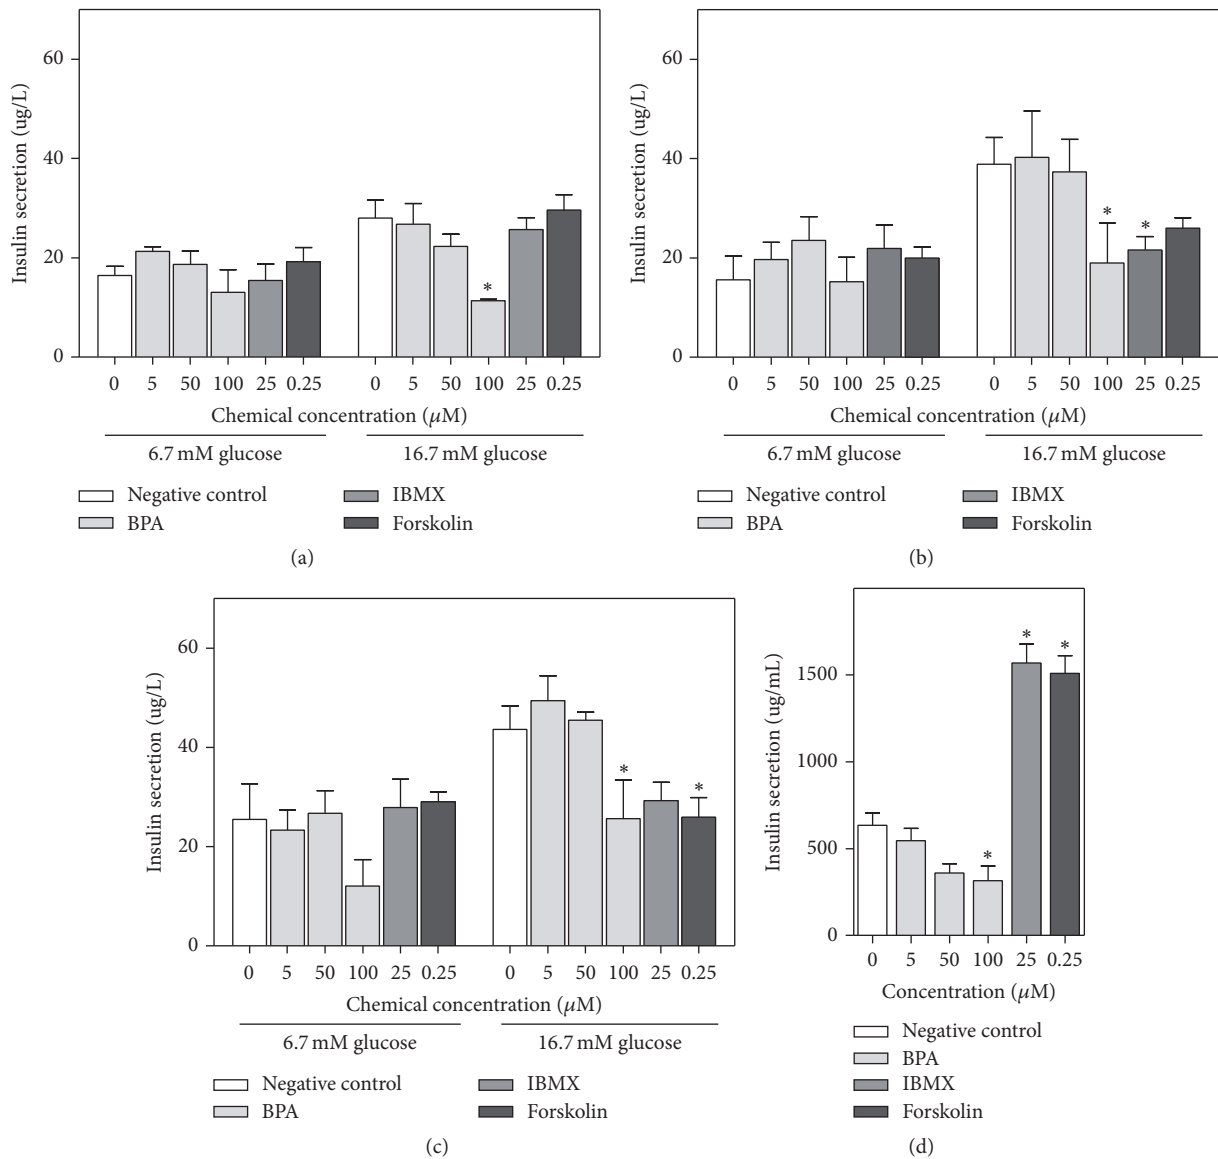 60
40
20
0
Insulin secretion (ug/L)
*
0 5 50 100 25 0.25 0 5 50 100 25 0.25
Chemical concentration (μM)
6.7 mM glucose 16.7 mM glucose
Negative control IBMX
BPA Forskolin
(a)
60
40
20
0
Insulin secretion (ug/L)
* *
0 5 50 100 25 0.25 0 5 50 100 25 0.25
Chemical concentration (μM)
6.7 mM glucose 16.7 mM glucose
Negative control IBMX
BPA Forskolin
(b)
60
40
20
0
Insulin secretion (ug/L)
* *
0 5 50 100 25 0.25 0 5 50 100 25 0.25
Chemical concentration (μM)
6.7 mM glucose 16.7 mM glucose
Negative control IBMX
BPA Forskolin
(c)
1500
1000
500
0
Insulin secretion (ug/mL)
* * *
0 5 50 100 25 0.25
Concentration (μM)
Negative control
BPA
IBMX
Forskolin
(d)